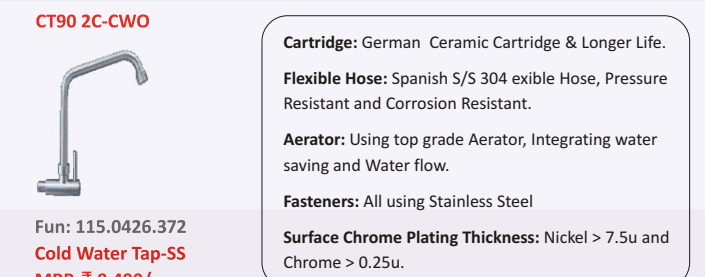 CT90 2C-CWO
Cartridge: German Ceramic Cartridge & Longer Life.
Flexible Hose: Spanish S/S 304 exible Hose, Pressure
Resistant and Corrosion Resistant.
Aerator: Using top grade Aerator, Integrating water
saving and Water flow.
Fasteners: All using Stainless Steel
Surface Chrome Plating Thickness: Nickel > 7.5u and
Chrome > 0.25u.
Fun: 115.0426.372
Cold Water Tap-SS
MRP ₹